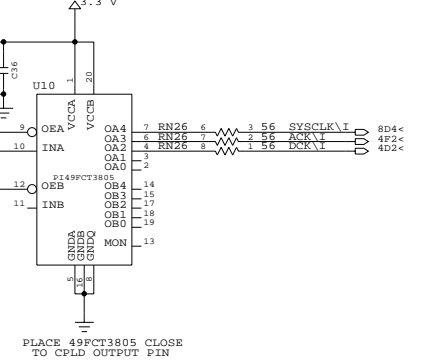 3.3 V
C36
U10
1 20
VCCA VCCB
9 OEA OA4 7 RN26 6 3 56 SYSCLK\I 8D4<
OA3 6 RN26 7 2 56 ACK\I 4F2<
10 INA OA2 4 RN26 8 1 56 DCK\I 4D2<
OA1 3
OA0 2
PI49FCT3805
12 OEB OB4 14
OB3 15
11 INB OB2 17
OB1 18
OB0 19
MON 13
GNDA GNDB GNDQ
5 16 8
PLACE 49FCT3805 CLOSE
TO CPLD OUTPUT PIN